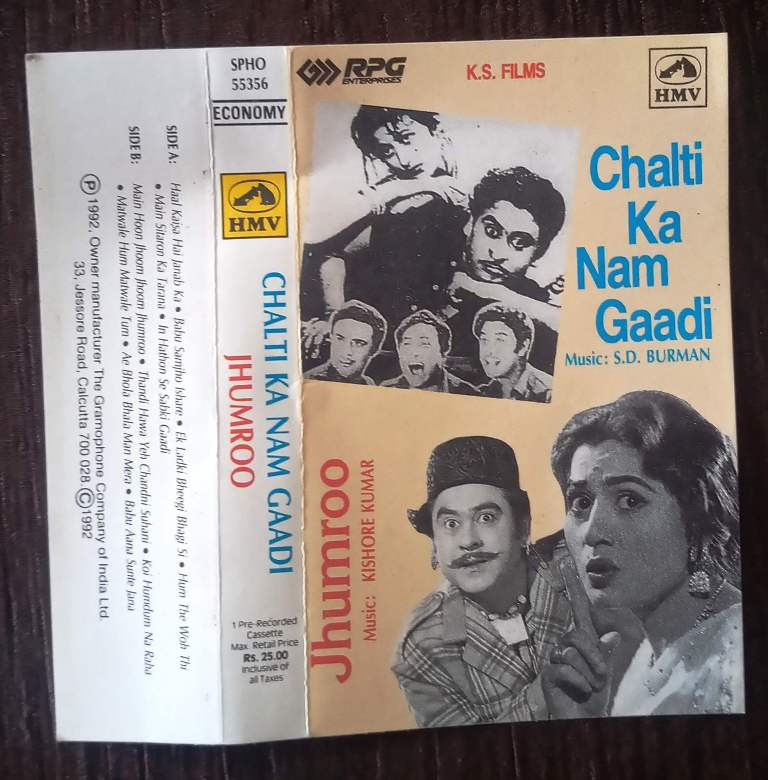 SIDE A: Haal Kaisa Hai Janab Ka • Babu Samjho Ishare • Ek Ladki Bheegi Bhagi Si • Hum The Woh Thi
• Main Sitaron Ka Tarana • In Hathon Se Sabki Gaadi
SIDE B: Main Hoon Jhoom Jhoom Jhumroo • Thandi Hawa Yeh Chandni Suhani • Koi Humdum Na Raha
• Matwale Hum Matwale Tum • Ae Bhola Bhala Man Mera • Babu Aana Sunte Jana
Ⓟ 1992, Owner manufacturer The Gramophone Company of India Ltd.
33, Jessore Road, Calcutta 700 028. © 1992
SPHO
55356
ECONOMY
HMV
CHALTI KA NAM GAADI
JHUMROO
1 Pre-Recorded
Cassette
Max. Retail Price
Rs. 25.00
Inclusive of
all Taxes
RPG
ENTERPRISES
K.S. FILMS
HMV
Chalti
Ka
Nam
Gaadi
Music: S.D. BURMAN
Jhumroo
Music: KISHORE KUMAR